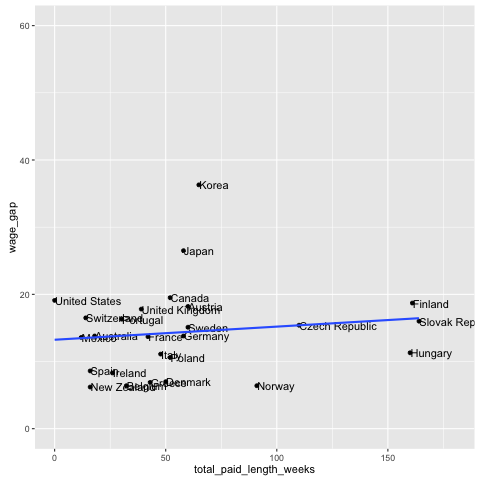 60
40
20
0
wage_gap
Korea
Japan
United States
Canada
Austria
Finland
United Kingdom
Switzerland
Portugal
Slovak Rep
Sweden
Czech Republic
Mexico
Australia
France
Germany
Italy
Poland
Hungary
Spain
Ireland
New Zealand
Belgium
Greece
Denmark
Norway
0
50
100
150
total_paid_length_weeks